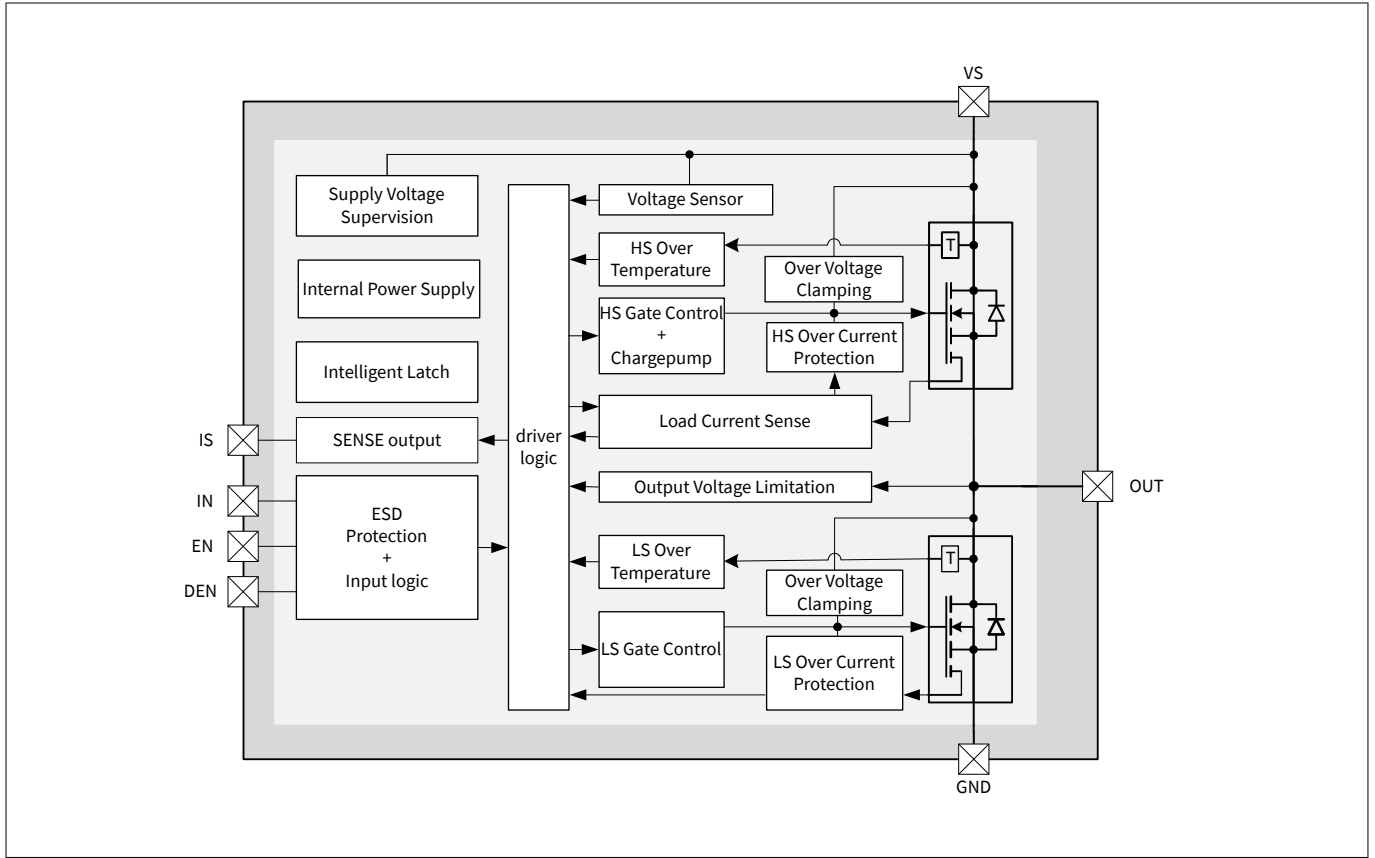 VS
Supply Voltage
Supervision
Voltage Sensor
HS Over
Temperature
T
Over Voltage
Clamping
Internal Power Supply
HS Gate Control
+
Chargepump
HS Over Current
Protection
Intelligent Latch
Load Current Sense
IS
SENSE output
driver
logic
Output Voltage Limitation
OUT
IN
EN
DEN
ESD
Protection
+
Input logic
LS Over
Temperature
T
Over Voltage
Clamping
LS Gate Control
LS Over Current
Protection
GND